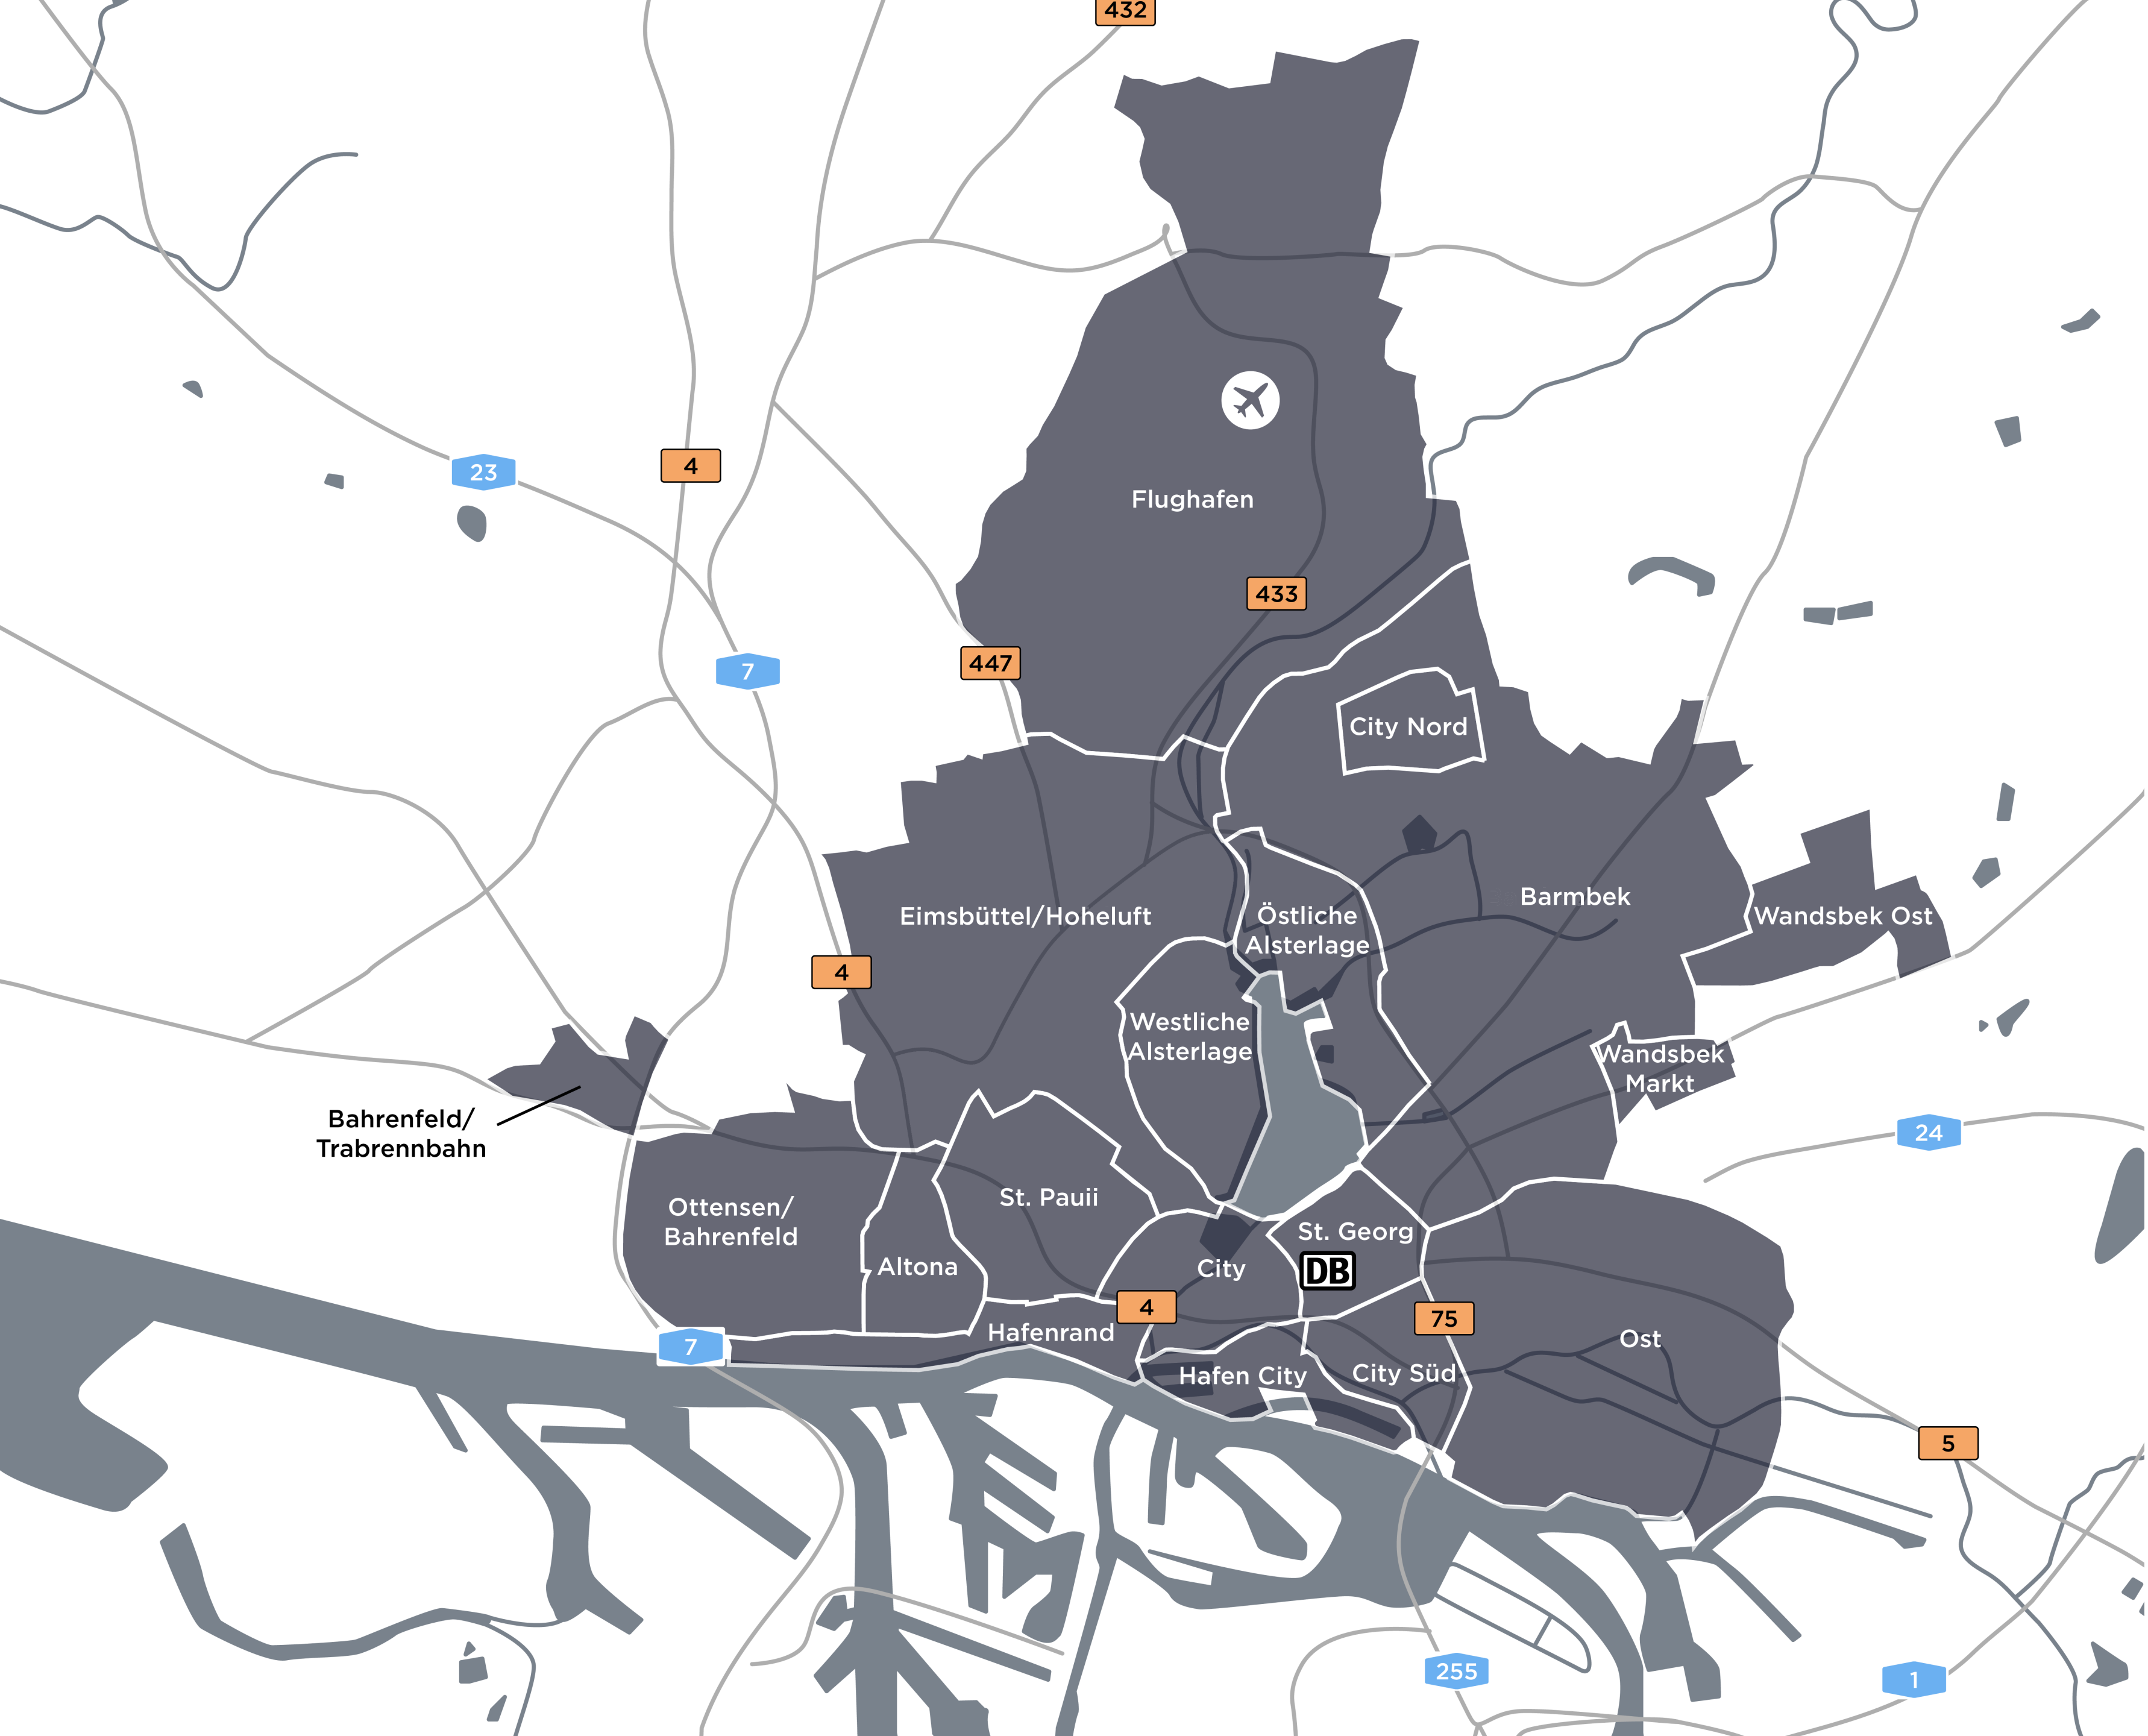 432
23
4
Flughafen
433
447
7
City Nord
Barmbek
Eimsbüttel/Hoheluft
Östliche
Alsterlage
Wandsbek Ost
4
Westliche
Alsterlage
Wandsbek
Markt
Bahrenfeld/
Trabrennbahn
24
Ottensen/
Bahrenfeld
St. Pauii
St. Georg
Altona
City
DB
4
75
Hafenrand
Ost
7
Hafen City
City Süd
5
255
1